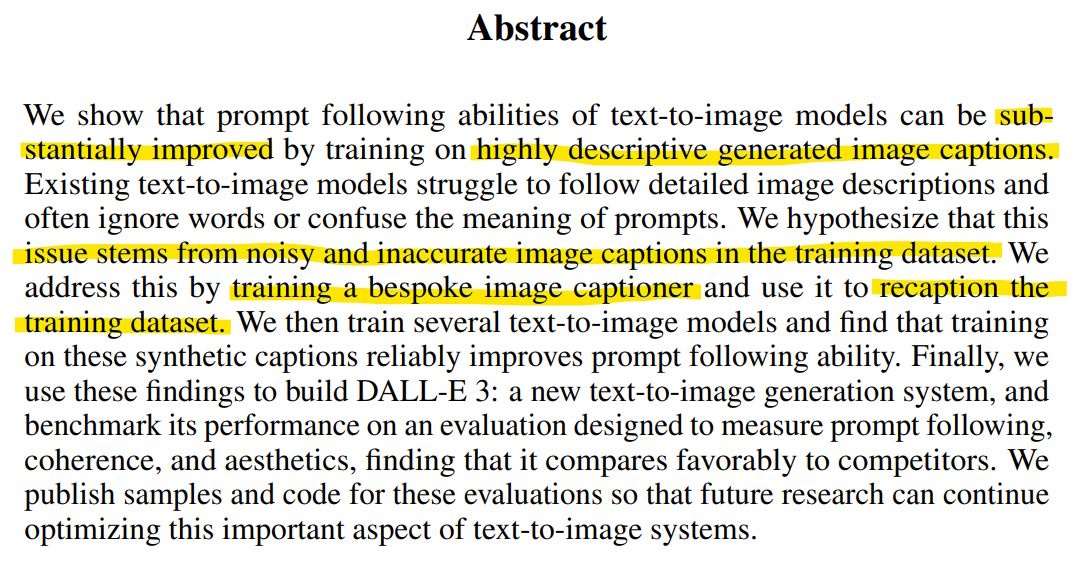 Abstract
We show that prompt following abilities of text-to-image models can be sub-
stantially improved by training on highly descriptive generated image captions.
Existing text-to-image models struggle to follow detailed image descriptions and
often ignore words or confuse the meaning of prompts. We hypothesize that this
issue stems from noisy and inaccurate image captions in the training dataset. We
address this by training a bespoke image captioner and use it to recaption the
training dataset. We then train several text-to-image models and find that training
on these synthetic captions reliably improves prompt following ability. Finally, we
use these findings to build DALL-E 3: a new text-to-image generation system, and
benchmark its performance on an evaluation designed to measure prompt following,
coherence, and aesthetics, finding that it compares favorably to competitors. We
publish samples and code for these evaluations so that future research can continue
optimizing this important aspect of text-to-image systems.